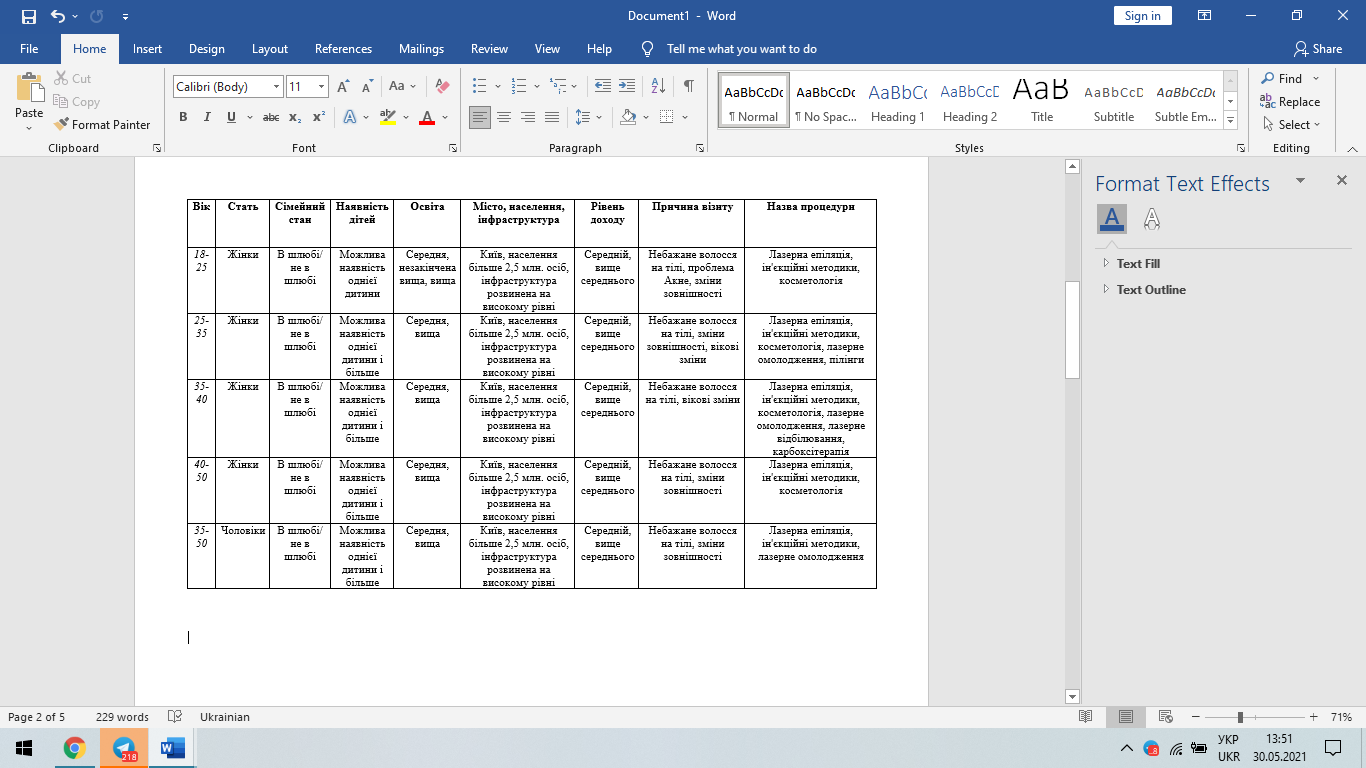 Document1 - Word
Sign in
File Home Insert Design Layout References Mailings Review View Help Tell me what you want to do Share
Paste
Cut
Copy
Format Painter
Clipboard
Calibri (Body) 11
Aa
B I U abc x₂ x² A ab A
Font
Paragraph
AaBbCcDc AaBbCcDc AaBbCc AaBbCcD AaB AaBbCcD AaBbCcDc
¶ Normal ¶ No Spac... Heading 1 Heading 2 Title Subtitle Subtle Em...
Styles
Find
Replace
Select
Editing
Вік Стать Сімейний Наявність Освіта Місто, населення, Рівень Причина візиту Назва процедури
стан дітей інфраструктура доходу
18- Жінки В шлюбі/ Можлива Середня, Київ, населення Середній, Небажане волосся Лазерна епіляція,
25 не в наявність незакінчена більше 2,5 млн. осіб, вище на тілі, проблема ін'єкційні методики,
шлюбі однієї вища, вища інфраструктура середнього Акне, зміни косметологія
дитини розвинена на зовнішності
високому рівні
25- Жінки В шлюбі/ Можлива Середня, Київ, населення Середній, Небажане волосся Лазерна епіляція,
35 не в наявність вища більше 2,5 млн. осіб, вище на тілі, зміни ін'єкційні методики,
шлюбі однієї інфраструктура середнього зовнішності, вікові косметологія, лазерне
дитини і розвинена на зміни омолодження, пілінги
більше високому рівні
35- Жінки В шлюбі/ Можлива Середня, Київ, населення Середній, Небажане волосся Лазерна епіляція,
40 не в наявність вища більше 2,5 млн. осіб, вище на тілі, вікові зміни ін'єкційні методики,
шлюбі однієї інфраструктура середнього косметологія, лазерне
дитини і розвинена на омолодження, лазерне
більше високому рівні відбілювання,
карбоксітерапія
40- Жінки В шлюбі/ Можлива Середня, Київ, населення Середній, Небажане волосся Лазерна епіляція,
50 не в наявність вища більше 2,5 млн. осіб, вище на тілі, зміни ін'єкційні методики,
шлюбі однієї інфраструктура середнього зовнішності косметологія
дитини і розвинена на
більше високому рівні
35- Чоловіки В шлюбі/ Можлива Середня, Київ, населення Середній, Небажане волосся Лазерна епіляція,
50 не в наявність вища більше 2,5 млн. осіб, вище на тілі, зміни ін'єкційні методики,
шлюбі однієї інфраструктура середнього зовнішності лазерне омолодження
дитини і розвинена на
більше високому рівні
Format Text Effects
A A
Text Fill
Text Outline
Page 2 of 5 229 words Ukrainian 71%
218
УКР 13:51
UKR 30.05.2021